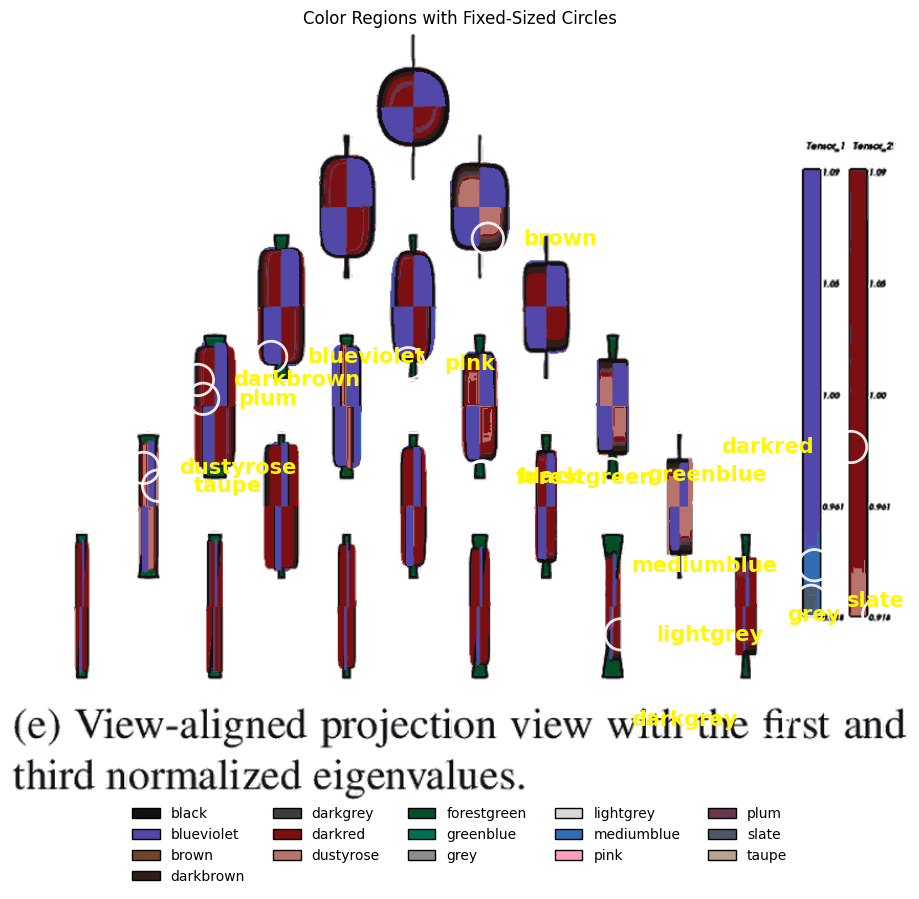 Color Regions with Fixed-Sized Circles
Tensor_1 Tensor_2
1.09 1.09
brown
1.05 1.05
blueviolet
pink
darkbrown
plum
1.00 1.00
darkred
dustyrose
taupe
black
forestgreen
greenblue
0.961 0.961
mediumblue
slate
grey
0.918 0.918
lightgrey
darkgrey
(e) View-aligned projection view with the first and
third normalized eigenvalues.
black darkgrey forestgreen lightgrey plum
blueviolet darkred greenblue mediumblue slate
brown dustyrose grey pink taupe
darkbrown